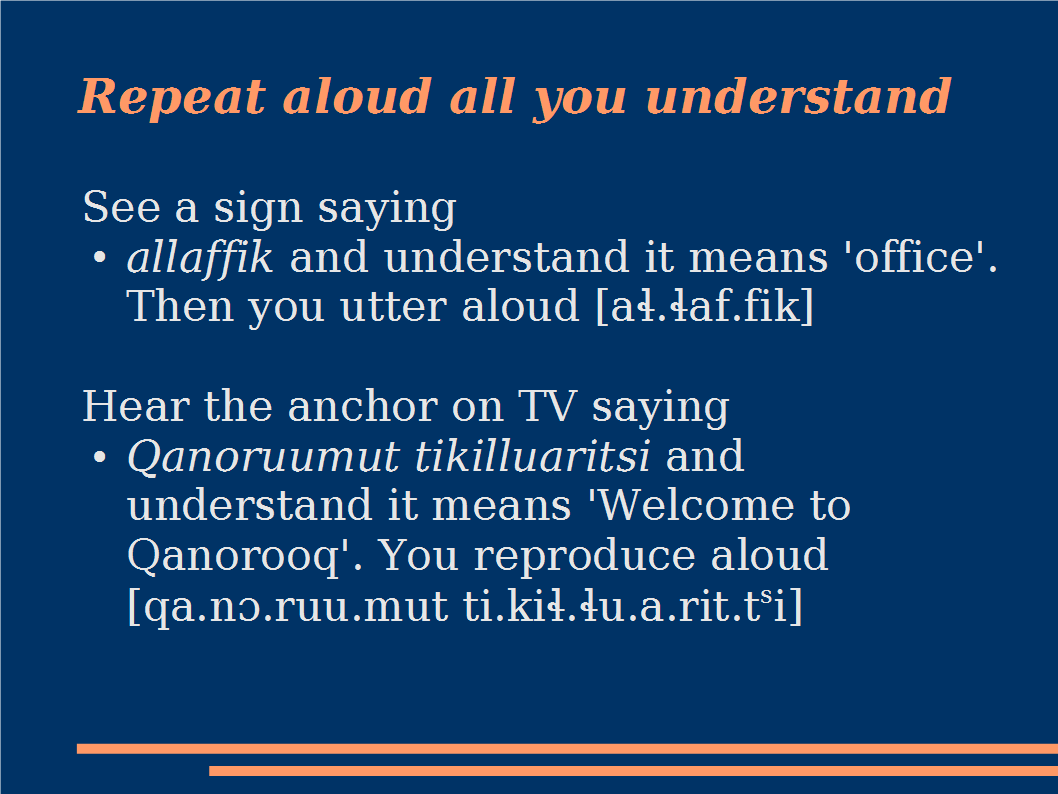 Repeat aloud all you understand
See a sign saying
• allaffik and understand it means 'office'.
Then you utter aloud [aɬ.ɬaf.fik]
Hear the anchor on TV saying
• Qanoruumut tikilluaritsi and
understand it means 'Welcome to
Qanorooq'. You reproduce aloud
[qa.nɔ.ruu.mut ti.kiɬ.ɬu.a.rit.tˢi]